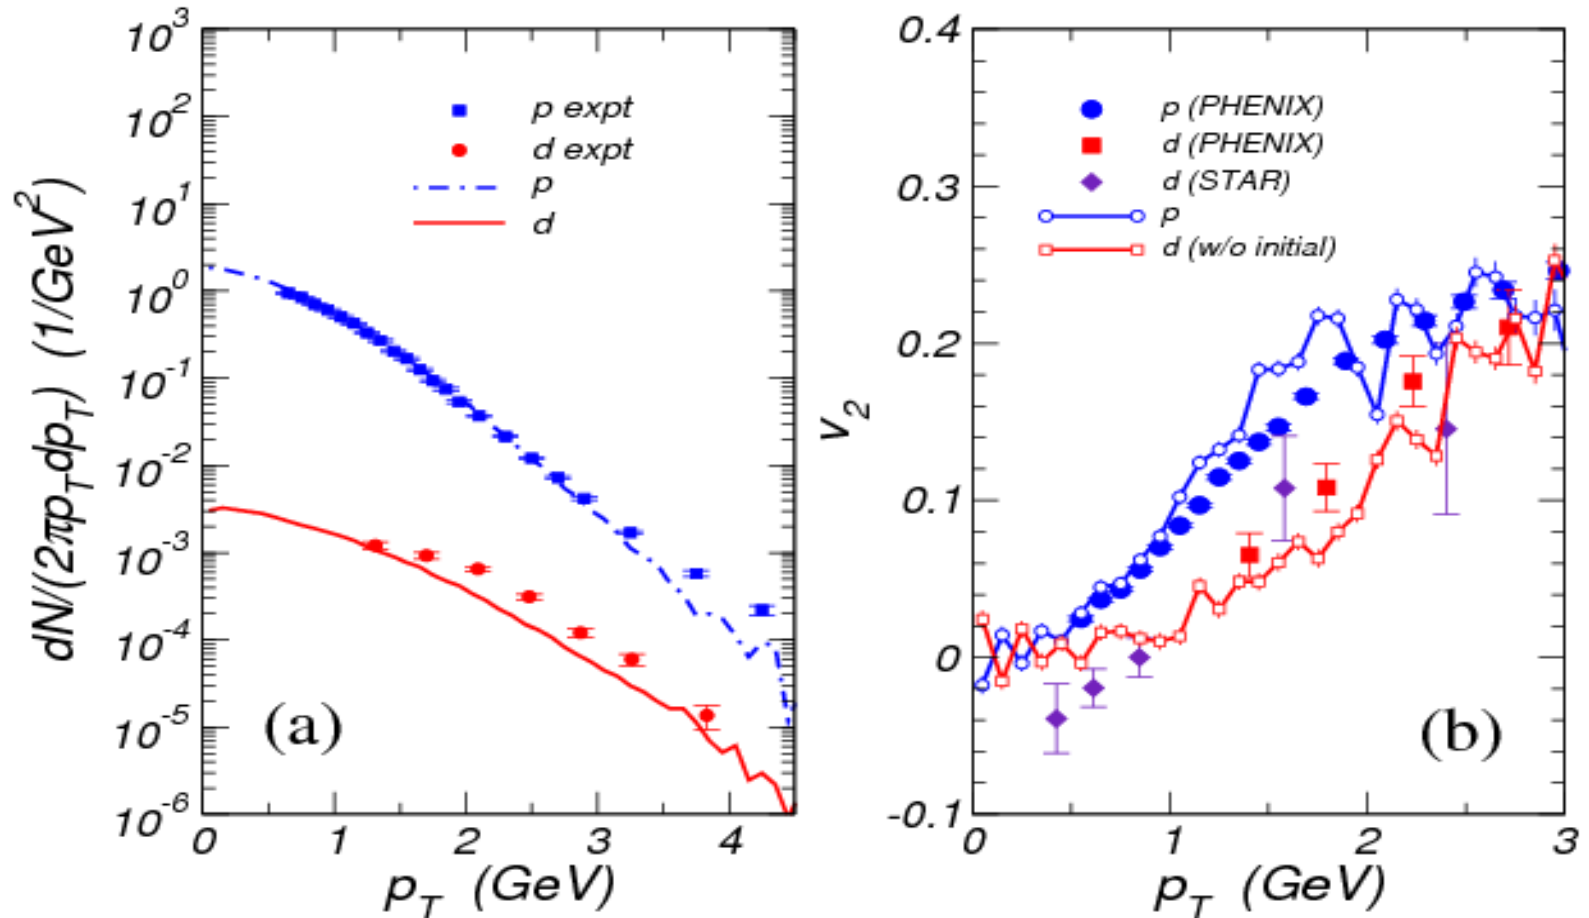 dN/(2πp_T dp_T) (1/GeV^2)
10^3
10^2
10^1
10^0
10^-1
10^-2
10^-3
10^-4
10^-5
10^-6
p expt
d expt
p
d
(a)
0 1 2 3 4
p_T (GeV)
v_2
0.4
0.3
0.2
0.1
0
-0.1
p (PHENIX)
d (PHENIX)
d (STAR)
p
d (w/o initial)
(b)
0 1 2 3
p_T (GeV)